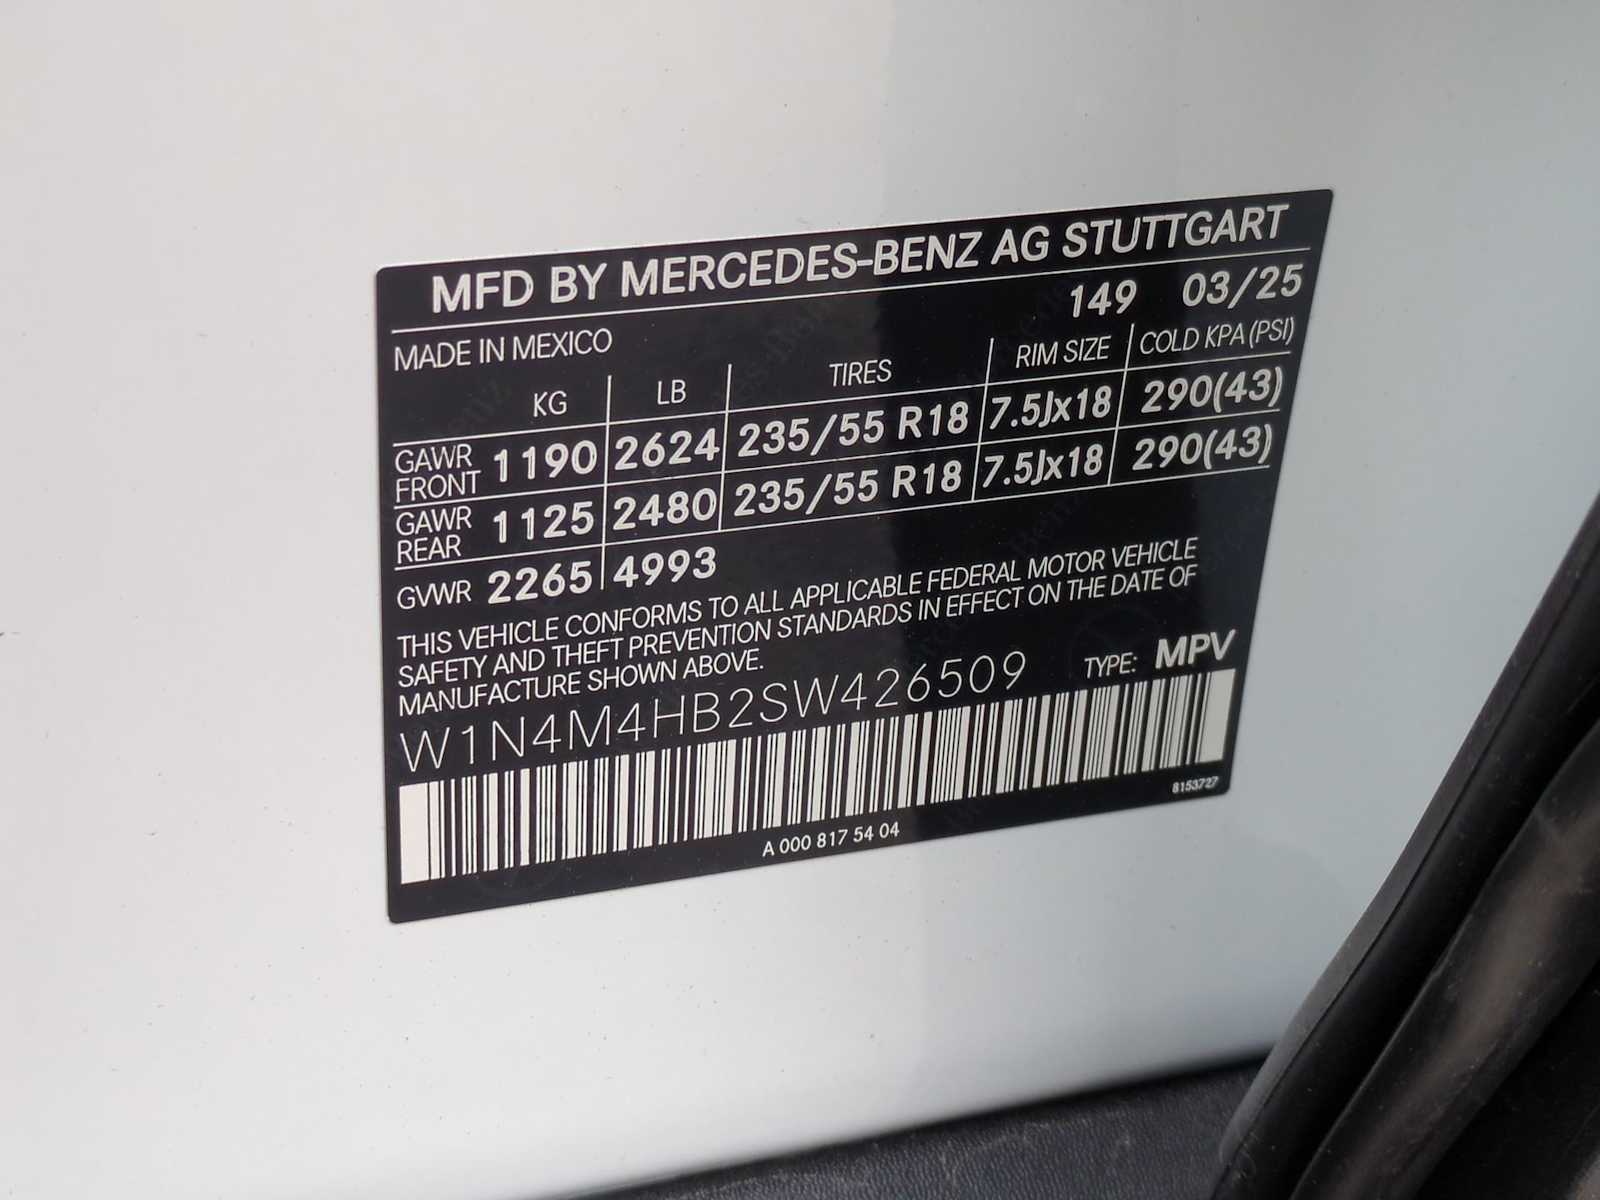 MFD BY MERCEDES-BENZ AG STUTTGART
149 03/25
MADE IN MEXICO
KG LB TIRES RIM SIZE COLD KPA (PSI)
GAWR FRONT 1190 2624 235/55 R18 7.5Jx18 290(43)
GAWR REAR 1125 2480 235/55 R18 7.5Jx18 290(43)
GVWR 2265 4993
THIS VEHICLE CONFORMS TO ALL APPLICABLE FEDERAL MOTOR VEHICLE
SAFETY AND THEFT PREVENTION STANDARDS IN EFFECT ON THE DATE OF
MANUFACTURE SHOWN ABOVE.
W1N4M4HB2SW426509 TYPE: MPV
8153727
A 000 817 54 04